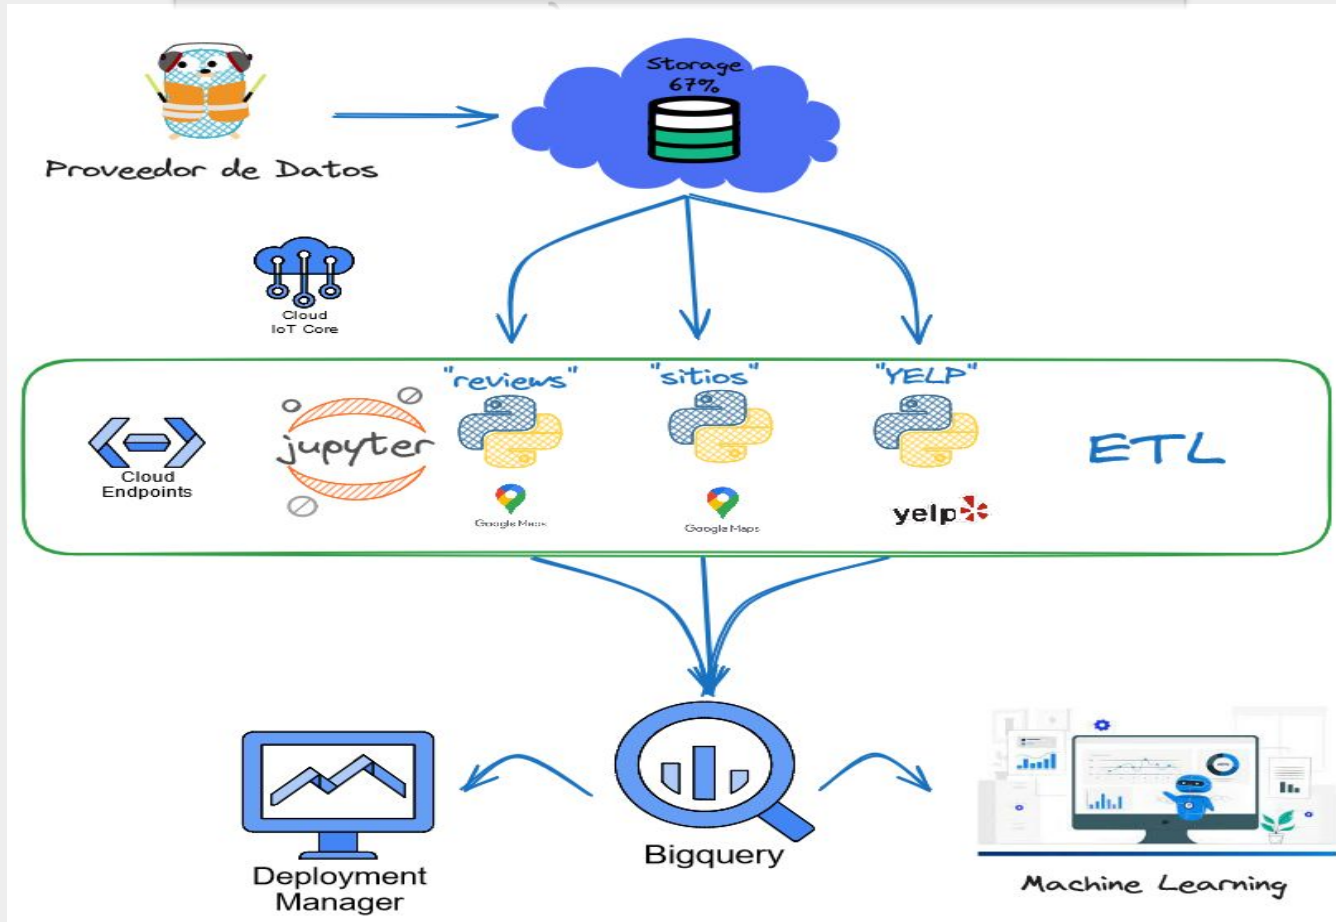 Storage
67%
Proveedor de Datos
Cloud
IoT Core
"reviews"
"sitios"
"YELP"
Cloud
Endpoints
jupyter
ETL
Google Maps
Google Maps
yelp
Deployment
Manager
Bigquery
Machine Learning